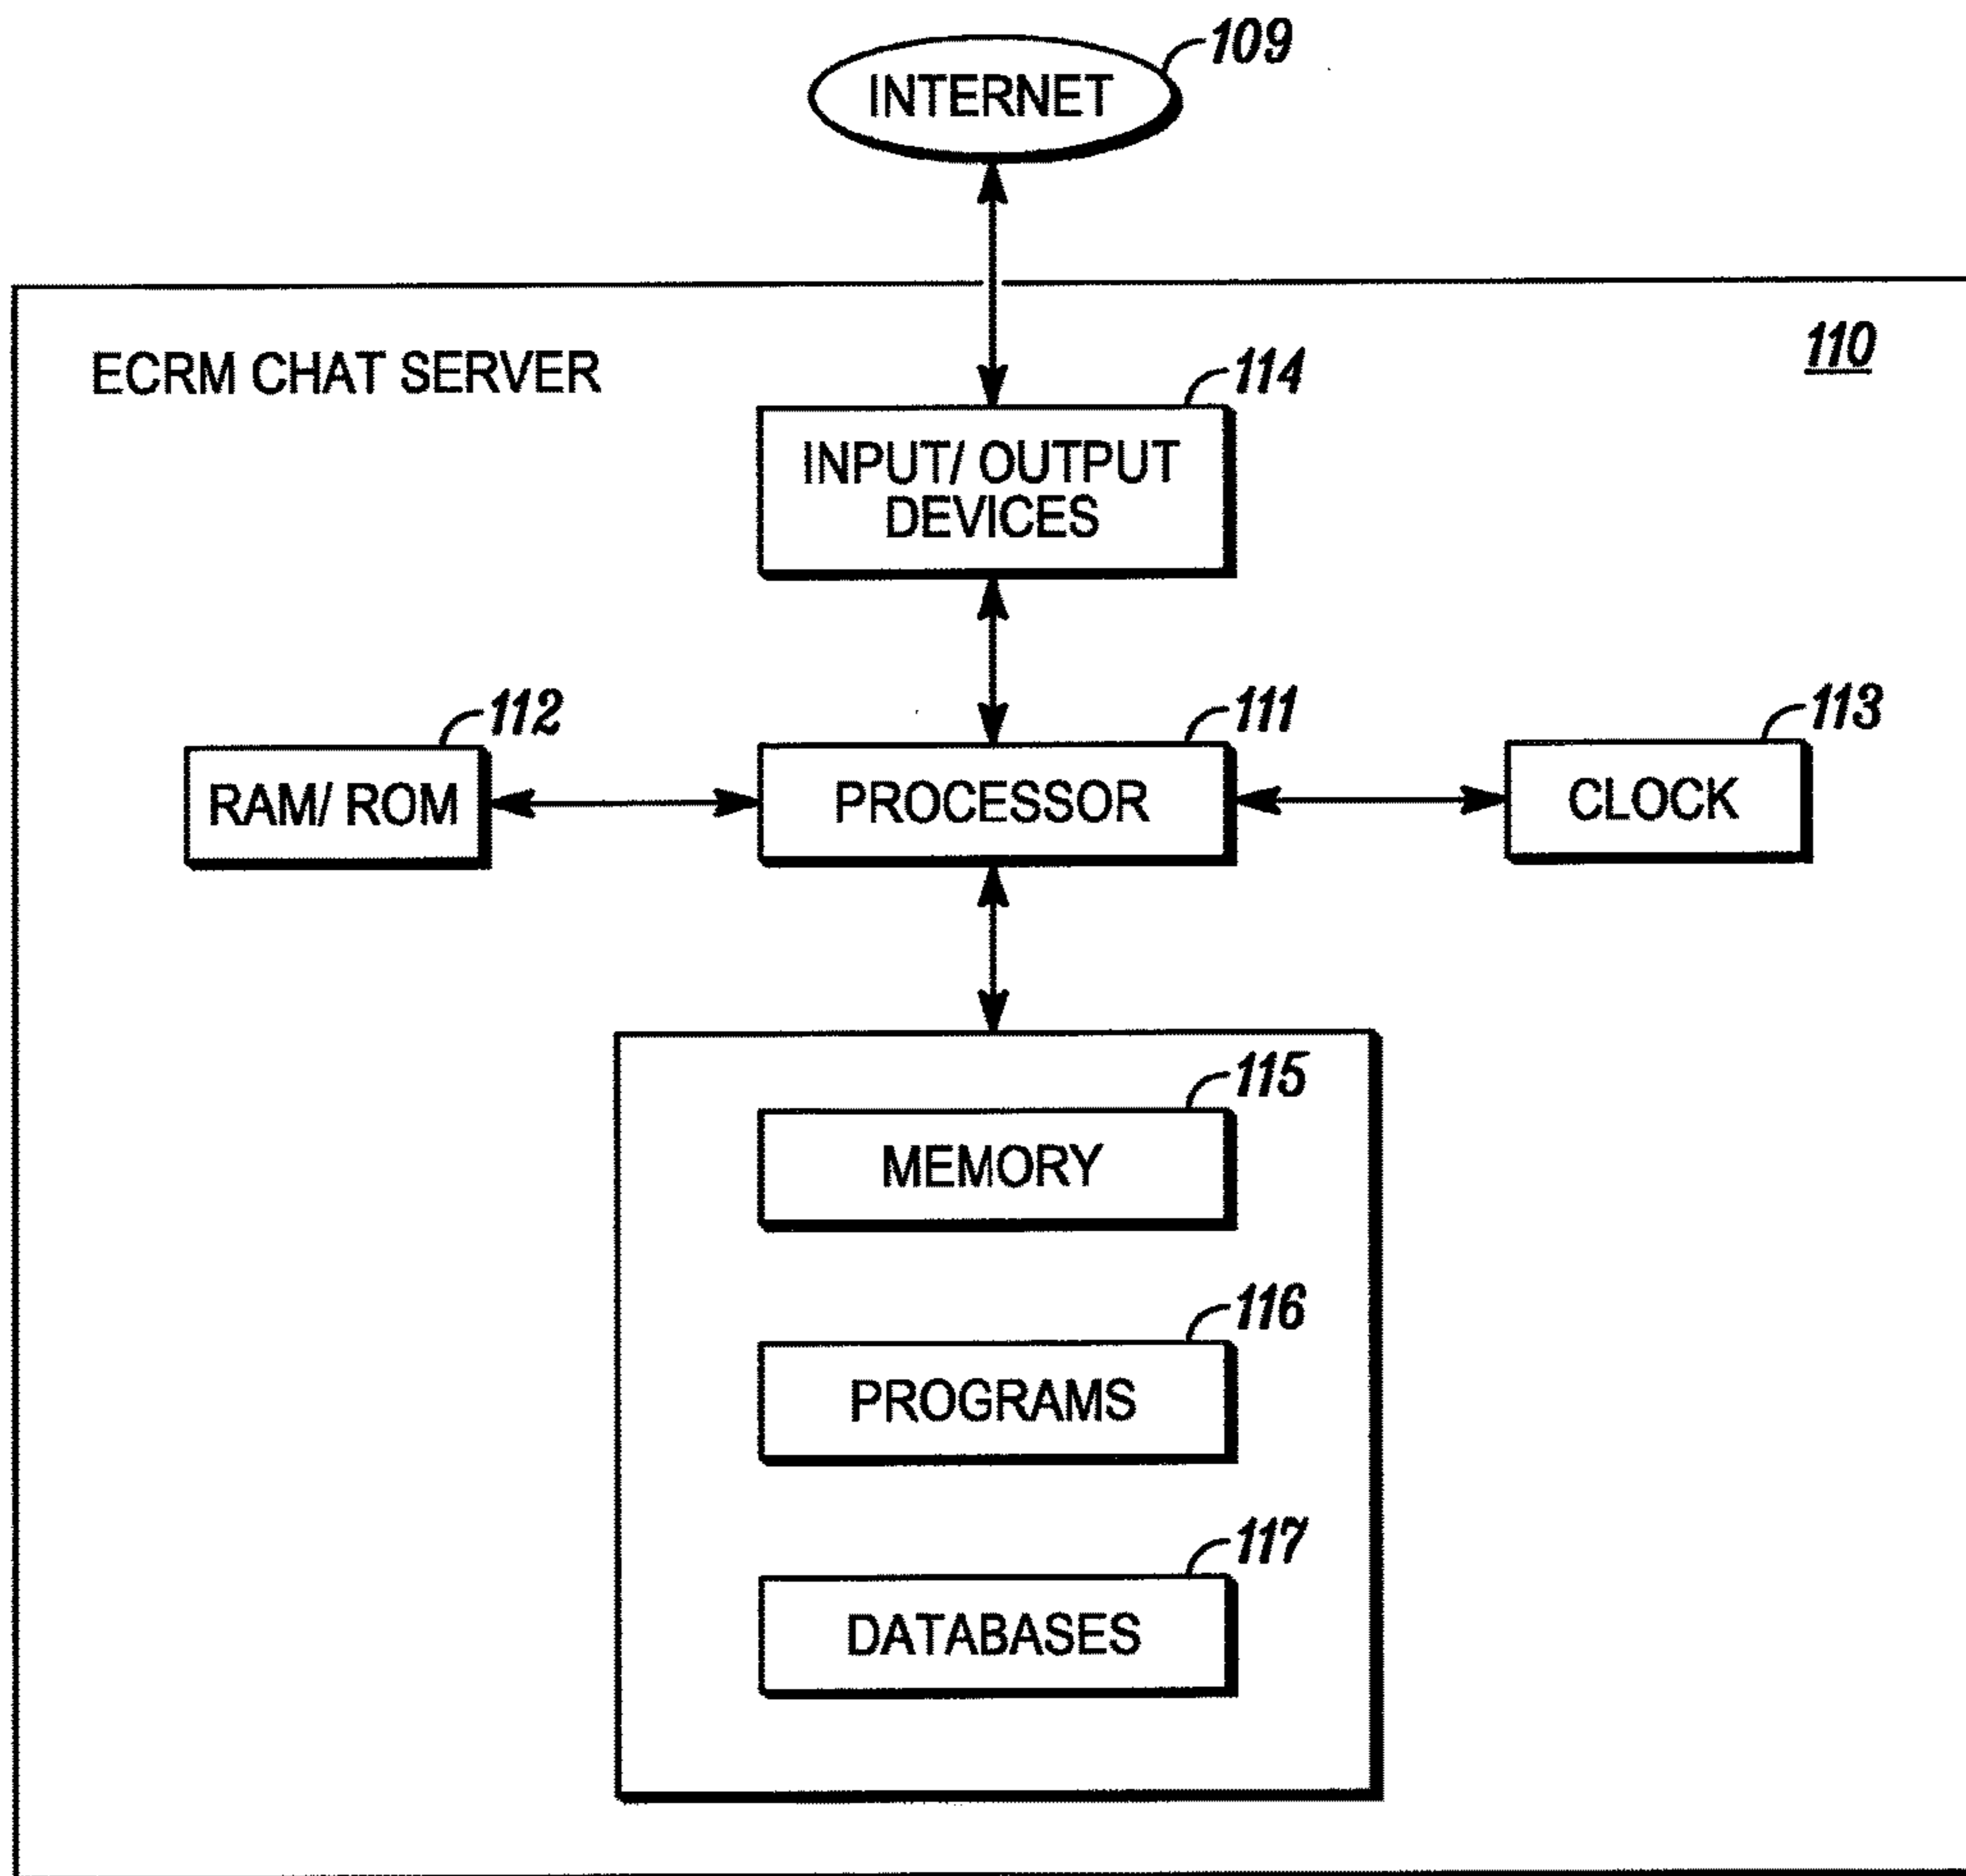 109
INTERNET
ECRM CHAT SERVER
110
114
INPUT/ OUTPUT
DEVICES
112
111
113
RAM/ ROM
PROCESSOR
CLOCK
115
MEMORY
116
PROGRAMS
117
DATABASES